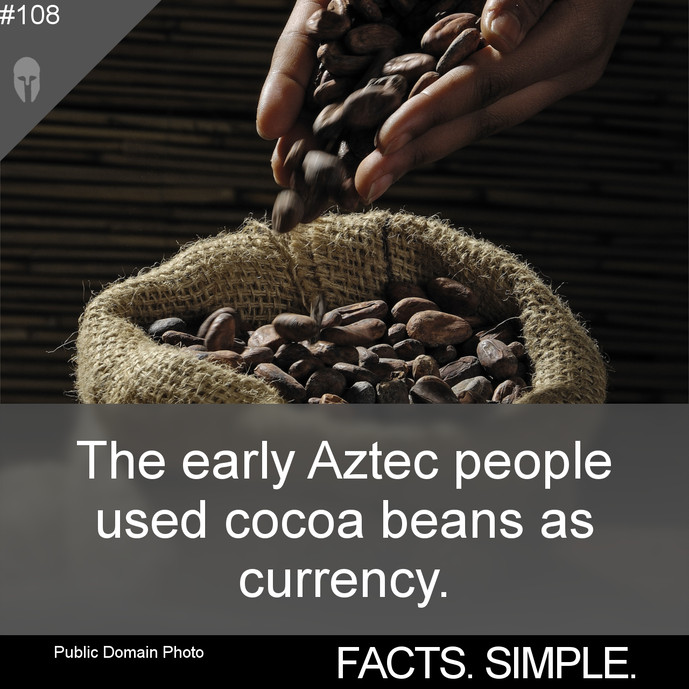 #108
The early Aztec people
used cocoa beans as
currency.
Public Domain Photo
FACTS. SIMPLE.